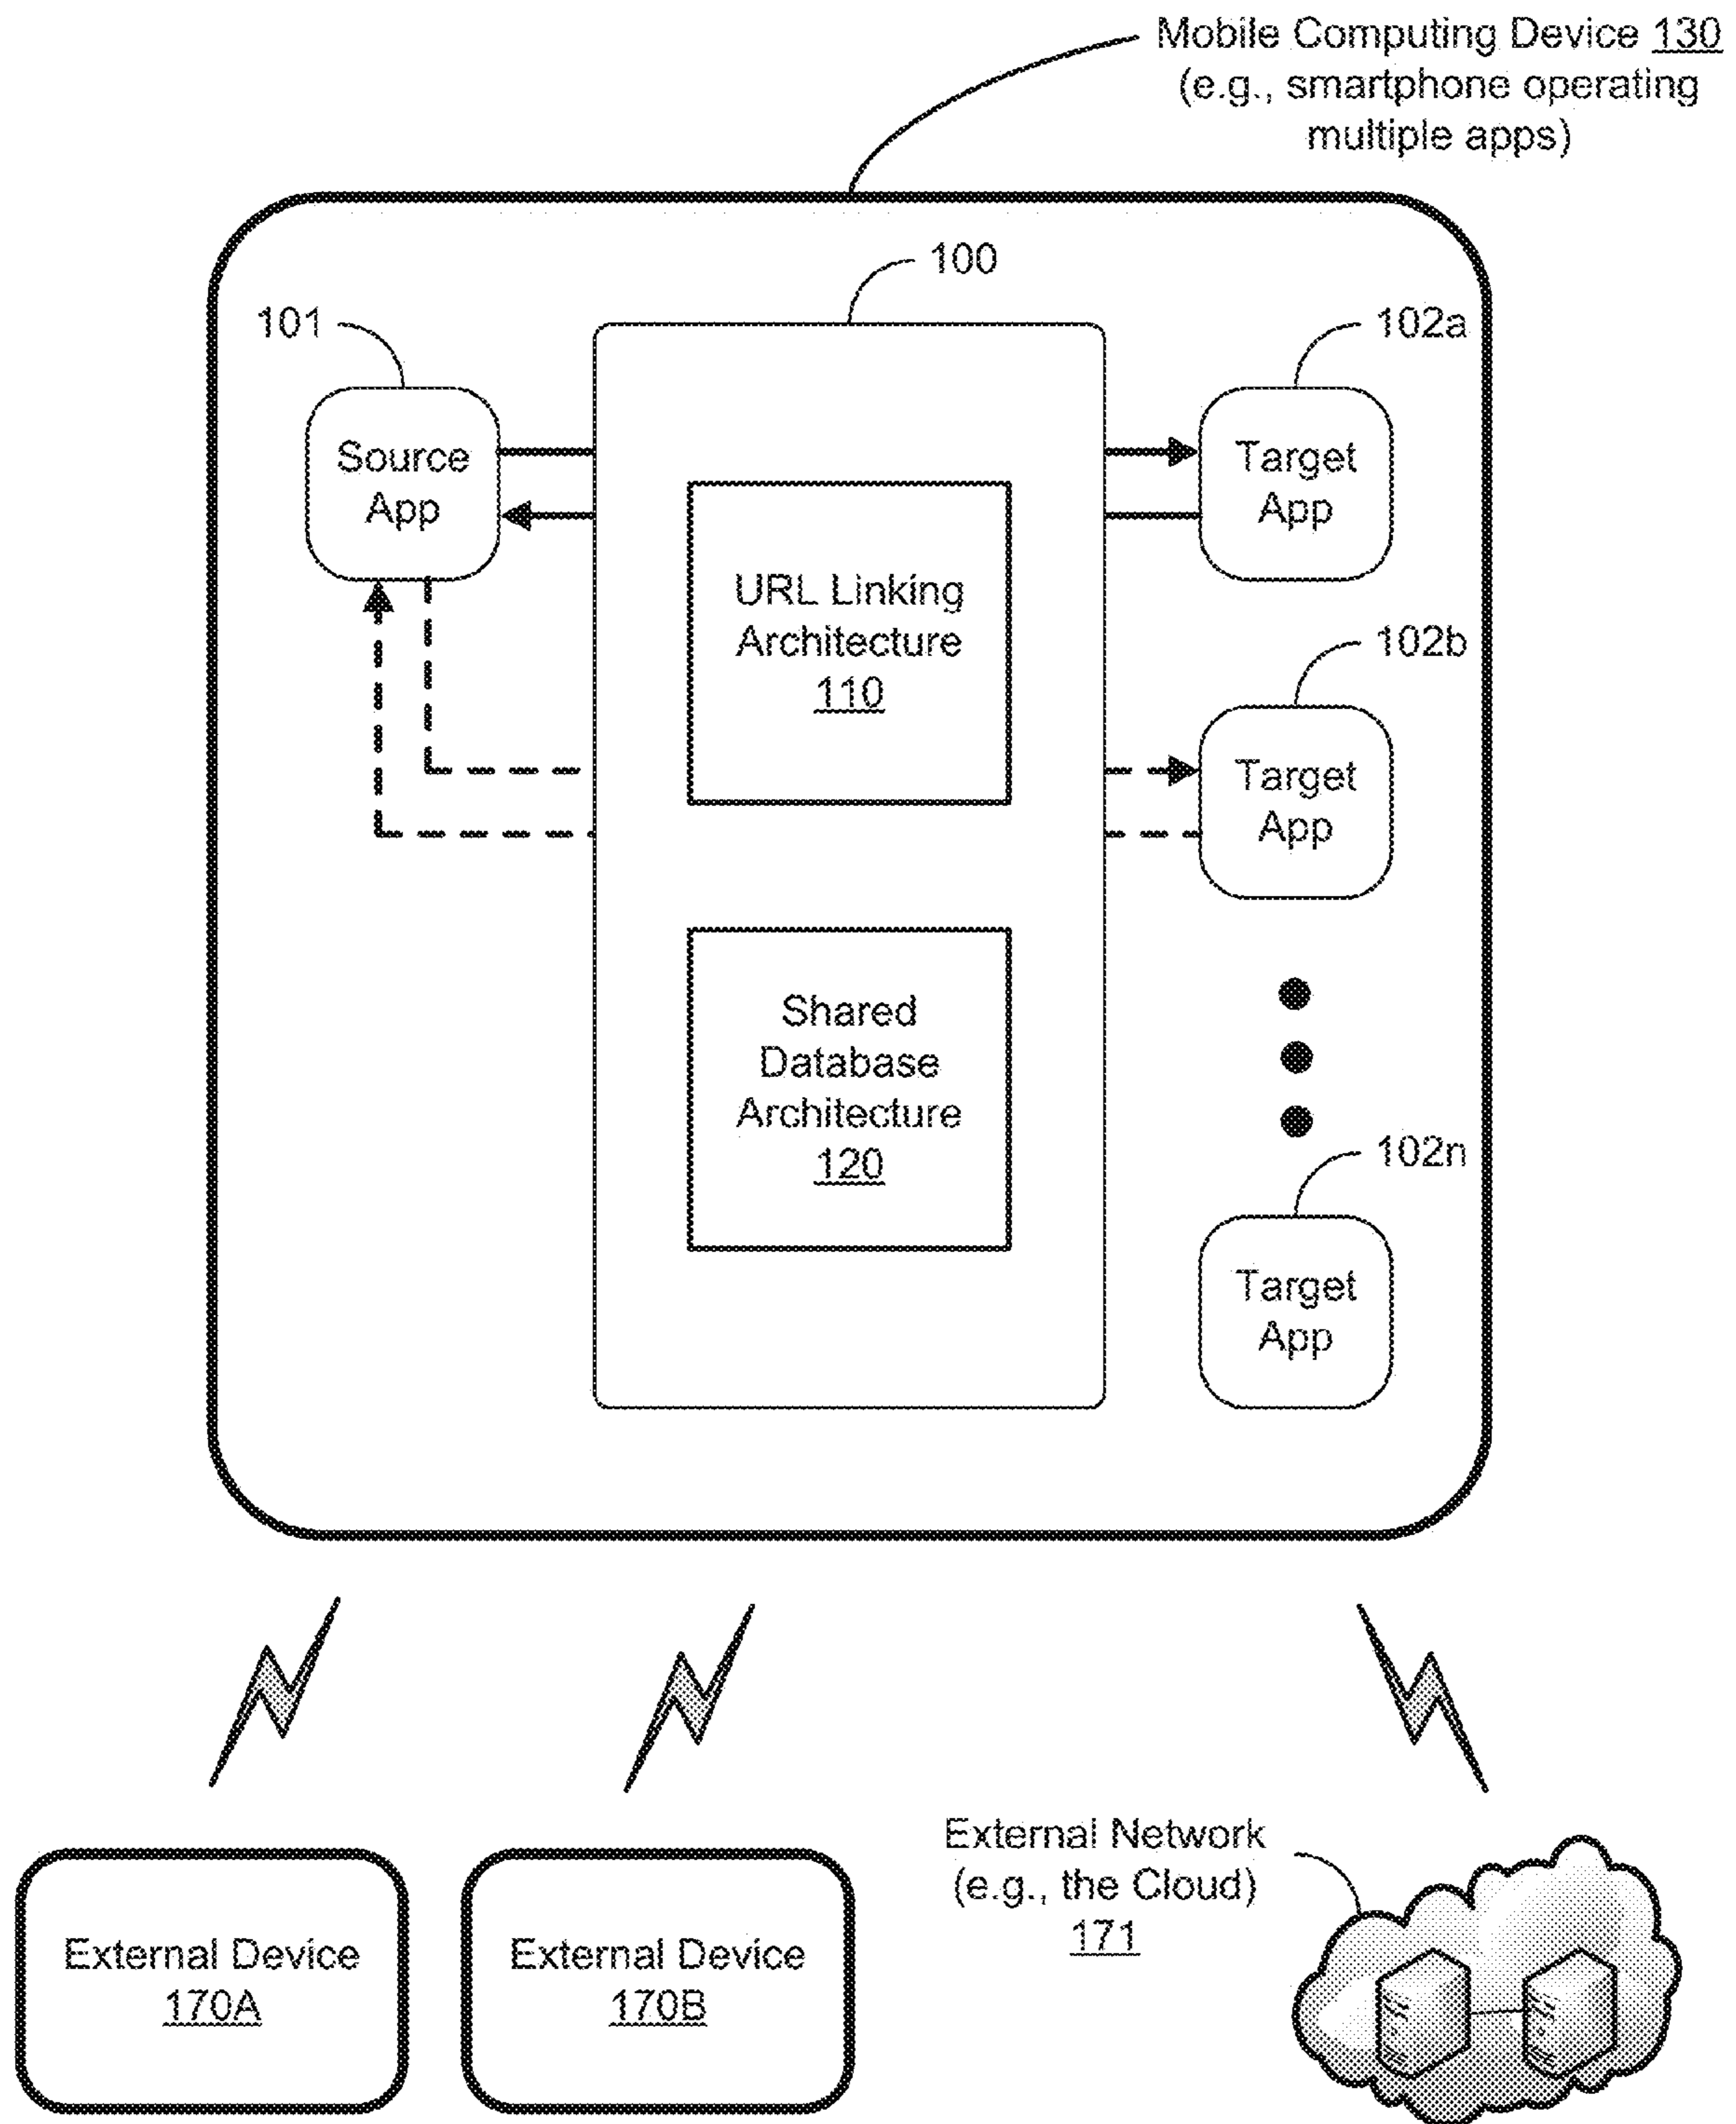 Mobile Computing Device 130
(e.g., smartphone operating
multiple apps)
100
101
102a
Source
App
Target
App
URL Linking
Architecture
110
102b
Target
App
Shared
Database
Architecture
120
102n
Target
App
External Network
(e.g., the Cloud)
171
External Device
170A
External Device
170B